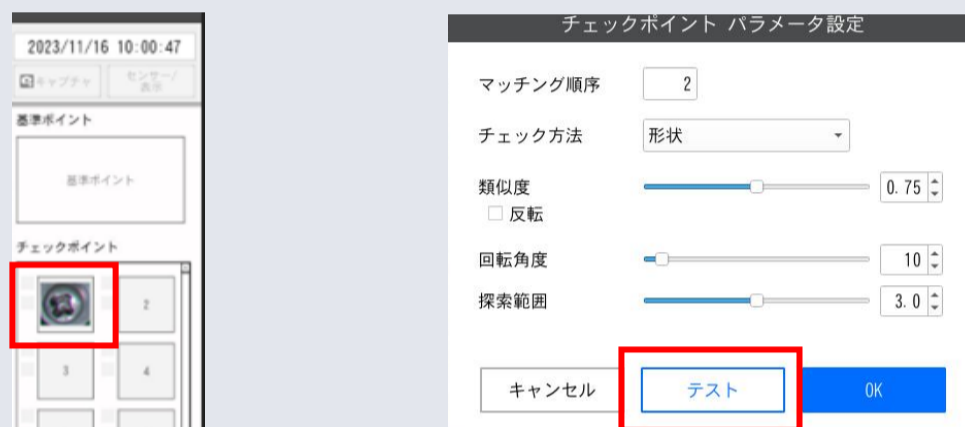 2023/11/16 10:00:47
キャプチャ
センサー/
表示
基準ポイント
基準ポイント
チェックポイント
2
3
4
チェックポイント パラメータ設定
マッチング順序 2
チェック方法 形状
類似度 0.75
反転
回転角度 10
探索範囲 3.0
キャンセル テスト OK